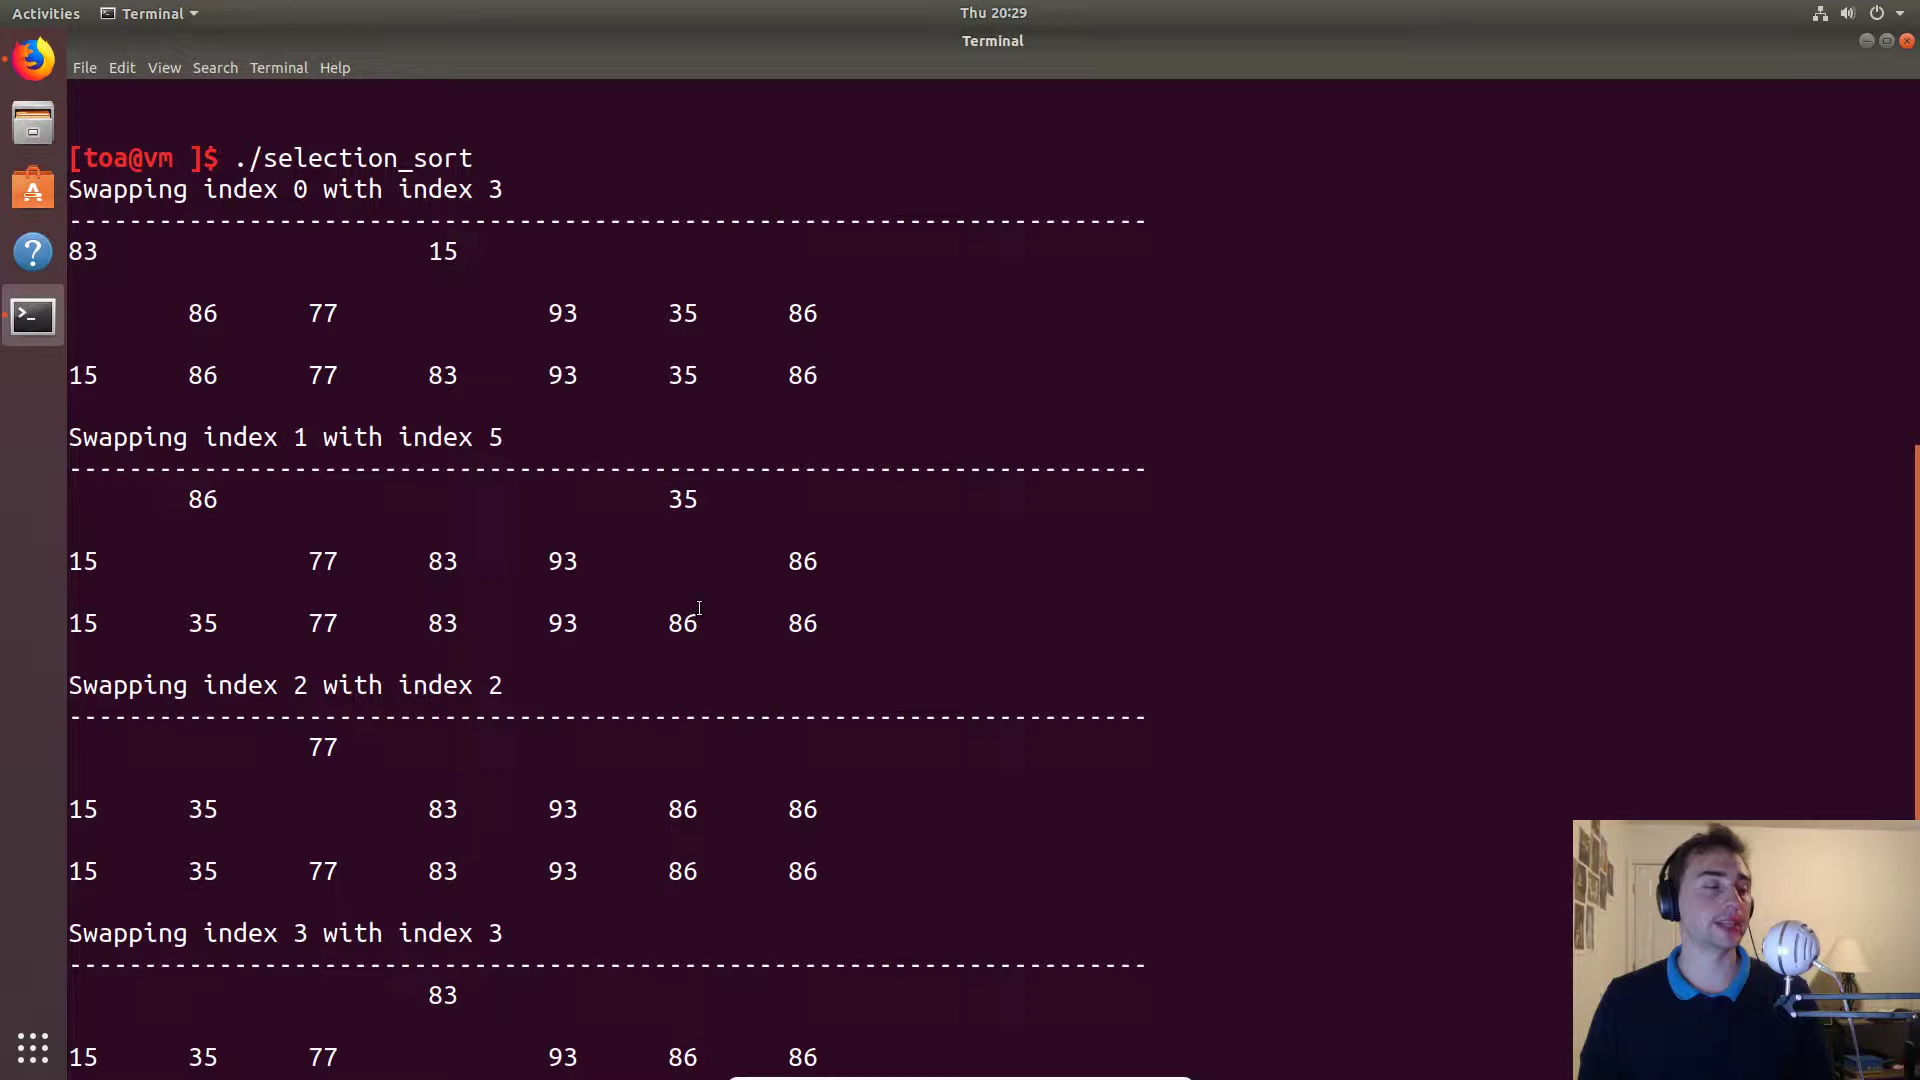 Activities Terminal Thu 20:29
Terminal
File Edit View Search Terminal Help
[toa@vm ]$ ./selection_sort
Swapping index 0 with index 3
------------------------------------------------------------------------
83 15
86 77 93 35 86
15 86 77 83 93 35 86
Swapping index 1 with index 5
------------------------------------------------------------------------
86 35
15 77 83 93 86
15 35 77 83 93 86 86
Swapping index 2 with index 2
------------------------------------------------------------------------
77
15 35 83 93 86 86
15 35 77 83 93 86 86
Swapping index 3 with index 3
------------------------------------------------------------------------
83
15 35 77 93 86 86